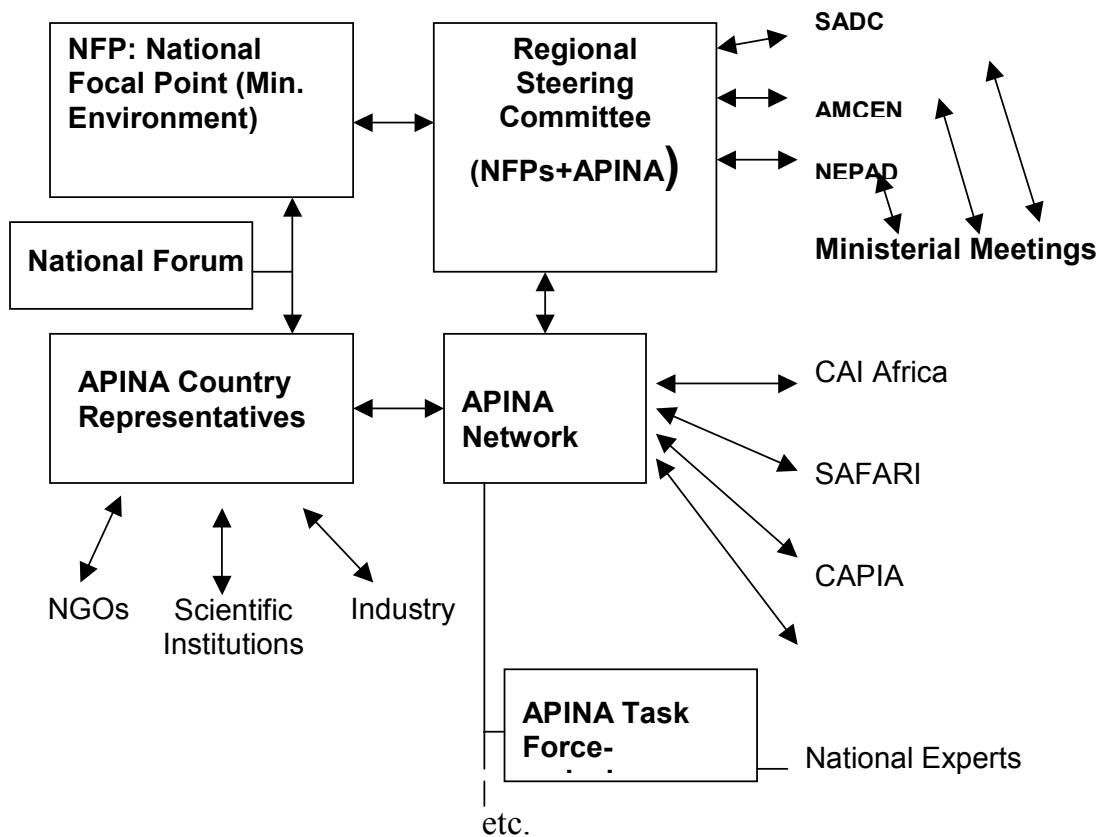 NFP: National
Focal Point (Min.
Environment)
Regional
Steering
Committee
(NFPs+APINA)
SADC
AMCEN
NEPAD
Ministerial Meetings
National Forum
APINA Country
Representatives
APINA
Network
CAI Africa
SAFARI
CAPIA
NGOs
Scientific
Institutions
Industry
APINA Task
Force-
National Experts
etc.